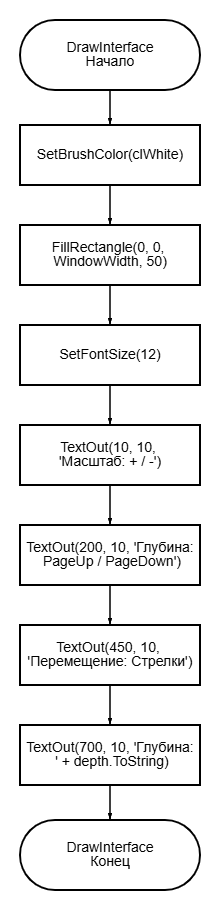 DrawInterface
Начало
SetBrushColor(clWhite)
FillRectangle(0, 0,
WindowWidth, 50)
SetFontSize(12)
TextOut(10, 10,
'Масштаб: + / -')
TextOut(200, 10, 'Глубина:
PageUp / PageDown')
TextOut(450, 10,
'Перемещение: Стрелки')
TextOut(700, 10, 'Глубина:
' + depth.ToString)
DrawInterface
Конец